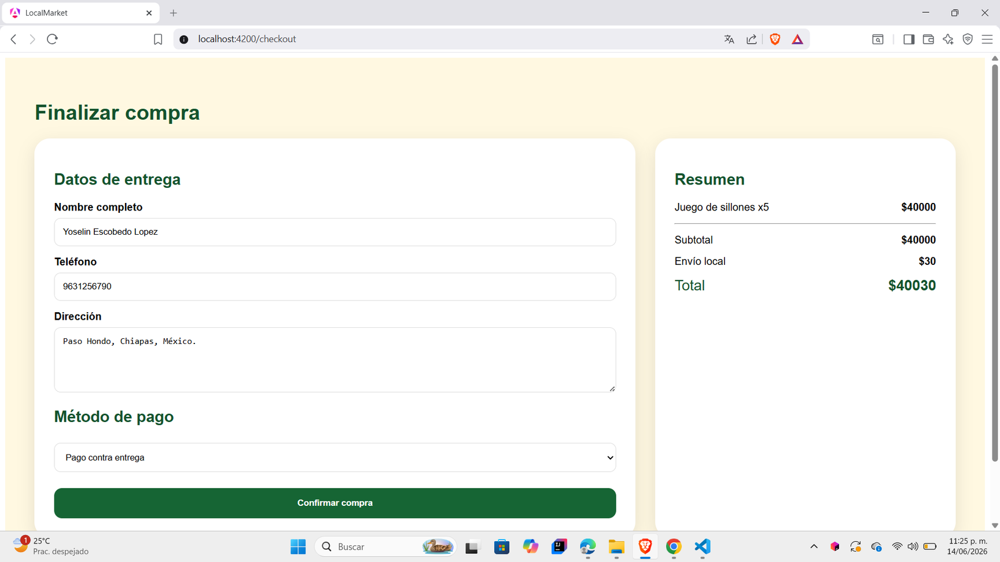 LocalMarket
localhost:4200/checkout
Finalizar compra
Datos de entrega
Nombre completo
Yoselin Escobedo Lopez
Teléfono
9631256790
Dirección
Paso Hondo, Chiapas, México.
Método de pago
Pago contra entrega
Confirmar compra
Resumen
Juego de sillones x5 $40000
Subtotal $40000
Envío local $30
Total $40030
1
25°C
Prac. despejado
Buscar
11:25 p. m.
14/06/2026